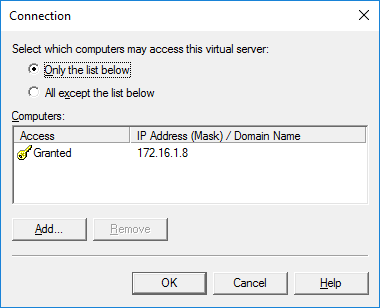 Connection
Select which computers may access this virtual server:
Only the list below
All except the list below
Computers:
Access IP Address (Mask) / Domain Name
Granted 172.16.1.8
Add... Remove
OK Cancel Help